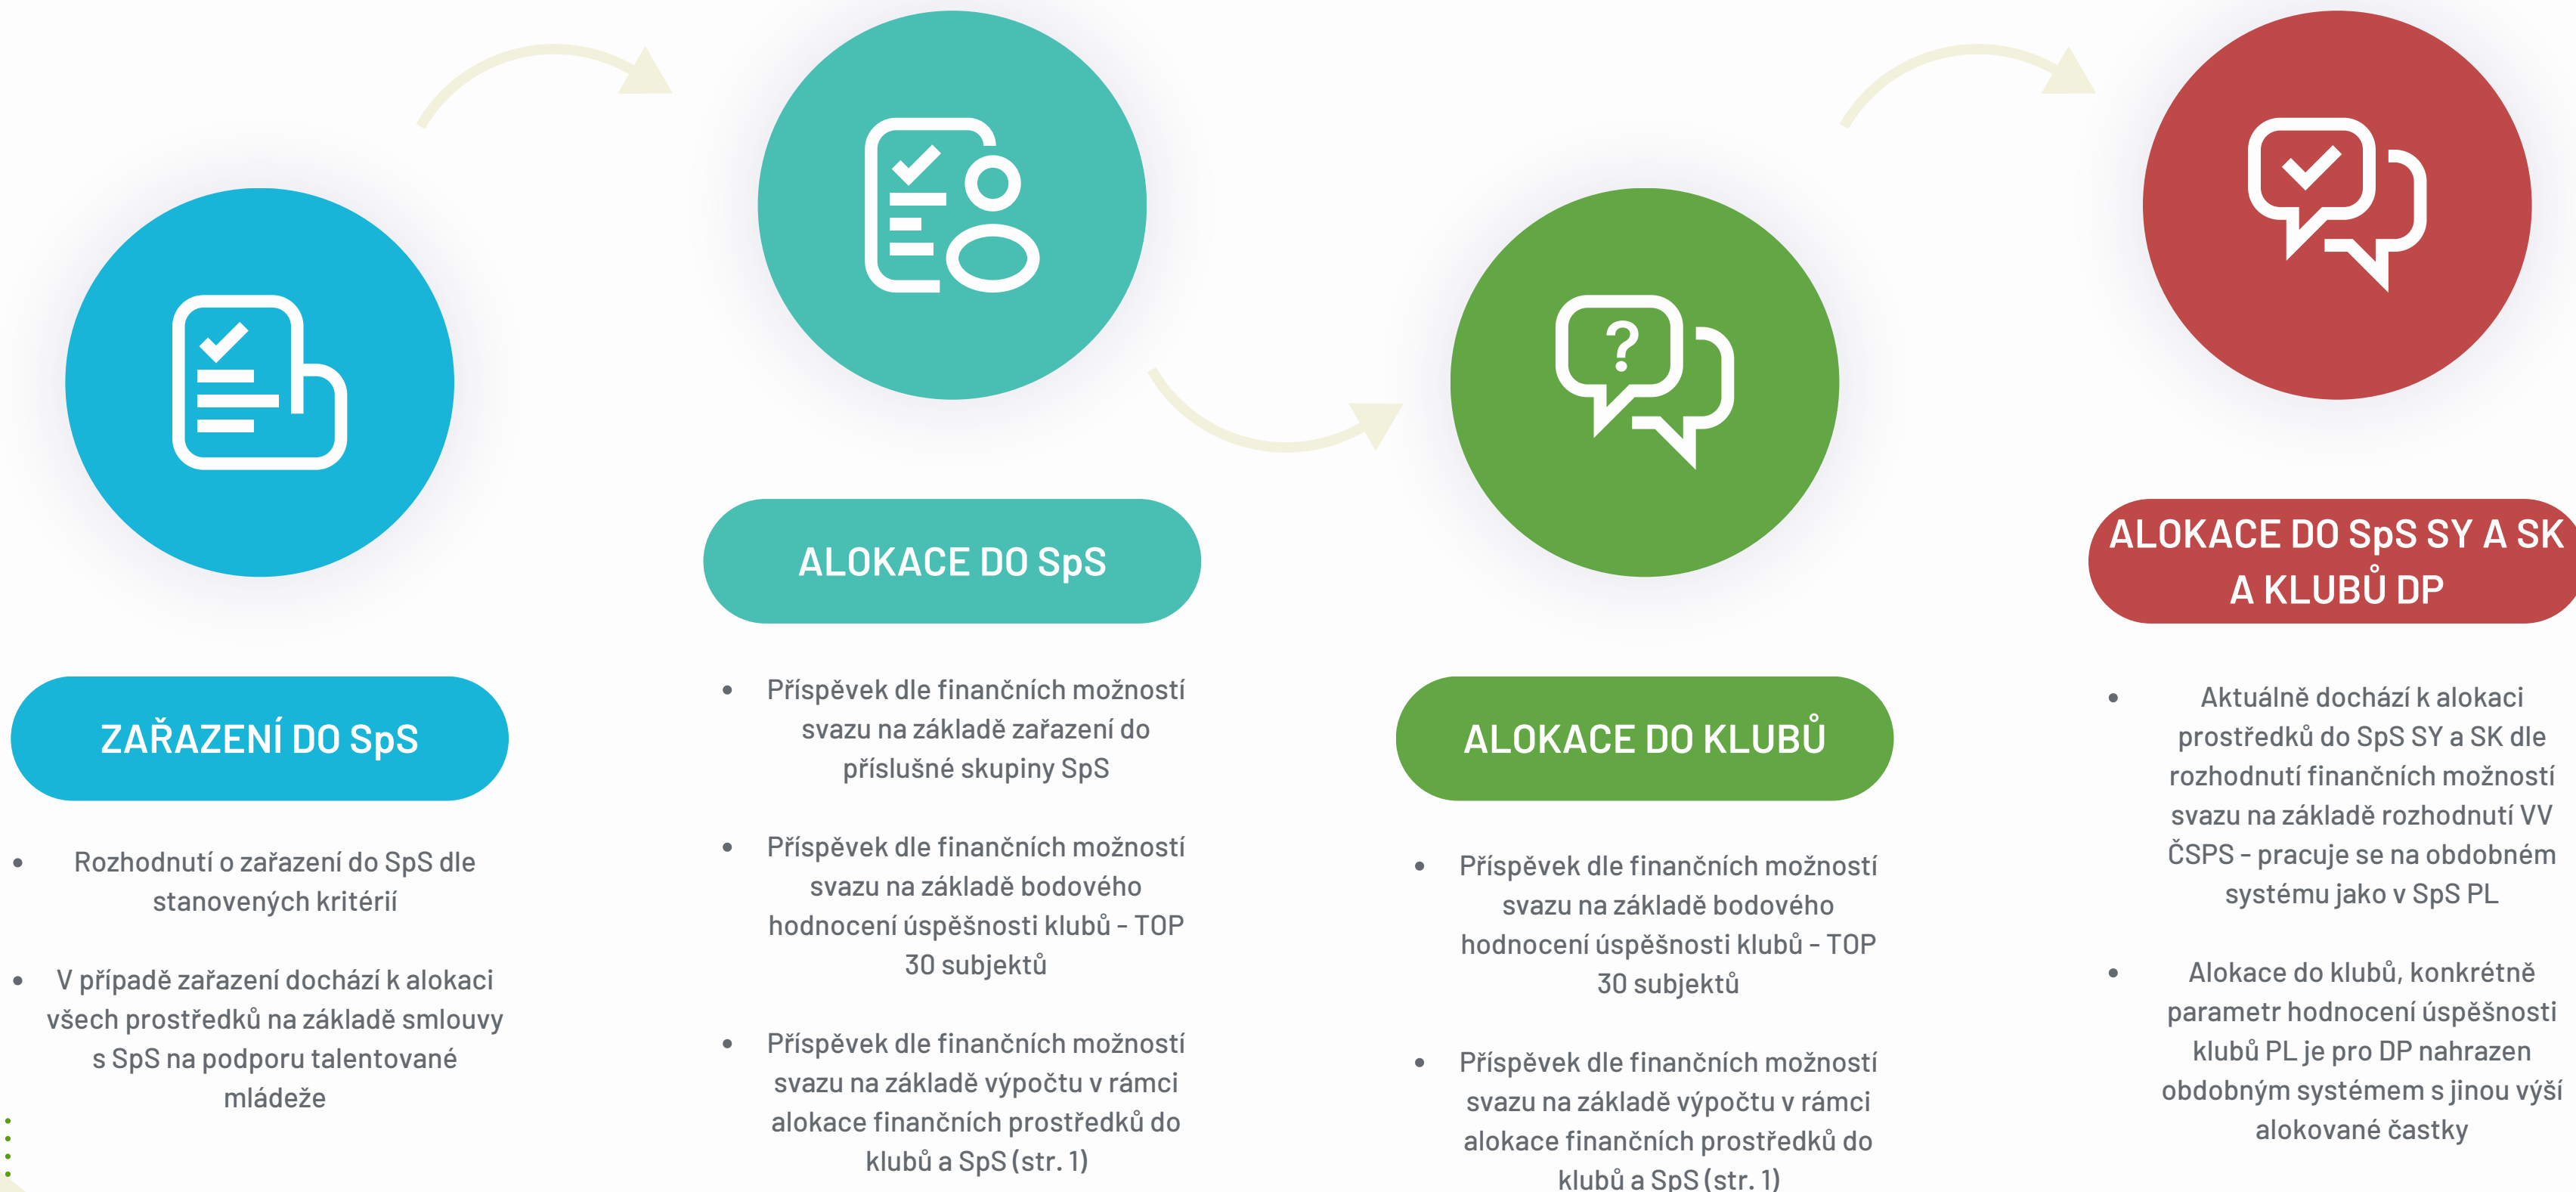 ZAŘAZENÍ DO SpS
• Rozhodnutí o zařazení do SpS dle
stanovených kritérií
• V případě zařazení dochází k alokaci
všech prostředků na základě smlouvy
s SpS na podporu talentované
mládeže
ALOKACE DO SpS
• Příspěvek dle finančních možností
svazu na základě zařazení do
příslušné skupiny SpS
• Příspěvek dle finančních možností
svazu na základě bodového
hodnocení úspěšnosti klubů - TOP
30 subjektů
• Příspěvek dle finančních možností
svazu na základě výpočtu v rámci
alokace finančních prostředků do
klubů a SpS (str. 1)
?
ALOKACE DO KLUBŮ
• Příspěvek dle finančních možností
svazu na základě bodového
hodnocení úspěšnosti klubů - TOP
30 subjektů
• Příspěvek dle finančních možností
svazu na základě výpočtu v rámci
alokace finančních prostředků do
klubů a SpS (str. 1)
ALOKACE DO SpS SY A SK
A KLUBŮ DP
• Aktuálně dochází k alokaci
prostředků do SpS SY a SK dle
rozhodnutí finančních možností
svazu na základě rozhodnutí VV
ČSPS - pracuje se na obdobném
systému jako v SpS PL
• Alokace do klubů, konkrétně
parametr hodnocení úspěšnosti
klubů PL je pro DP nahrazen
obdobným systémem s jinou výší
alokované častky